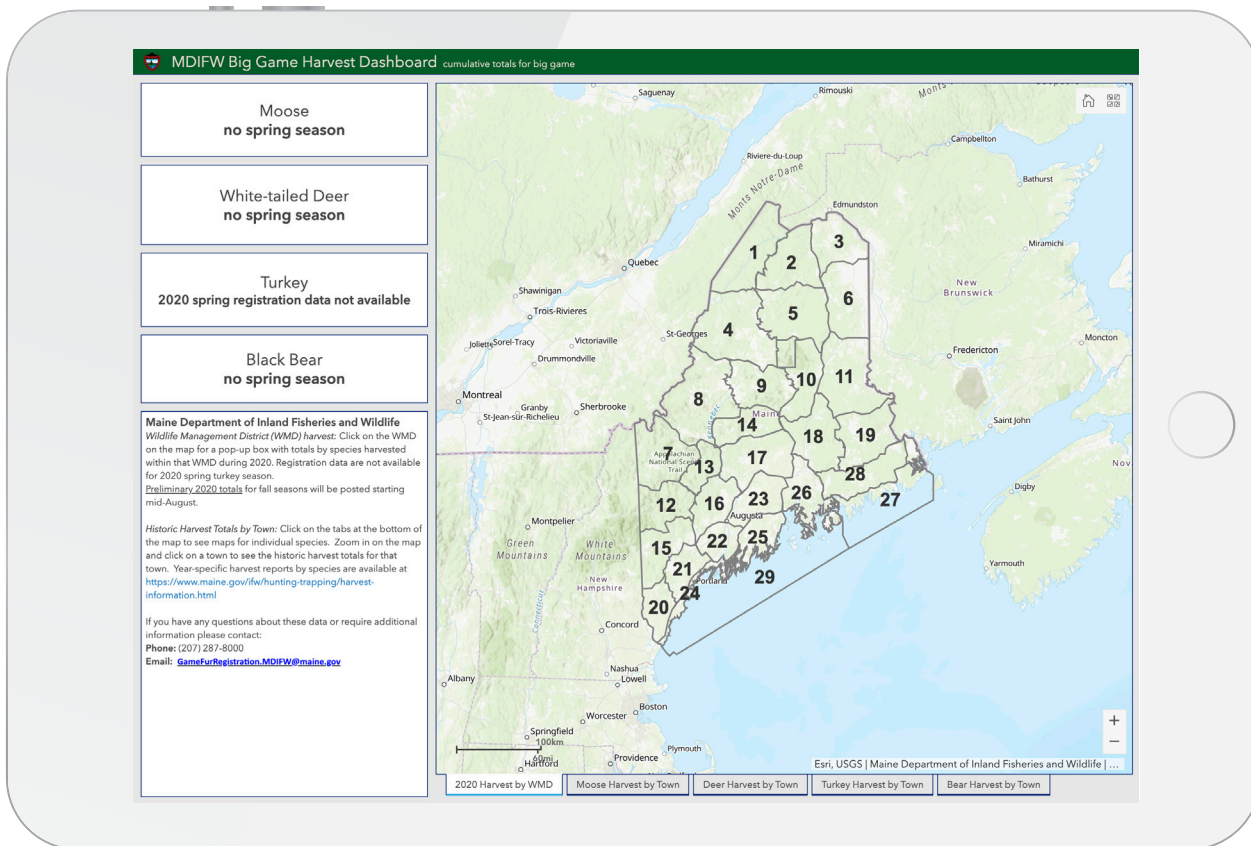 MDIFW Big Game Harvest Dashboard cumulative totals for big game
Moose
no spring season
White-tailed Deer
no spring season
Turkey
2020 spring registration data not available
Black Bear
no spring season
Maine Department of Inland Fisheries and Wildlife
Wildlife Management District (WMD) harvest: Click on the WMD
on the map for a pop-up box with totals by species harvested
within that WMD during 2020. Registration data are not available
for 2020 spring turkey season.
Preliminary 2020 totals for fall seasons will be posted starting
mid-August.
Historic Harvest Totals by Town: Click on the tabs at the bottom of
the map to see maps for individual species. Zoom in on the map
and click on a town to see the historic harvest totals for that
town. Year-specific harvest reports by species are available at
https://www.maine.gov/ifw/hunting-trapping/harvest-
information.html
If you have any questions about these data or require additional
information please contact:
Phone: (207) 287-8000
Email: GameFurRegistration.MDIFW@maine.gov
Saguenay
Rimouski
Monts
Campbellton
Riviere-du-Loup
Bathurst
Monts Notre-Dame
Edmundston
3
Miramichi
1
2
Quebec
New
Brunswick
6
Shawinigan
5
Trois-Rivieres
4
St-Georges
Joliette
Sorel-Tracy
Victoriaville
Moncton
Drummondville
Fredericton
11
10
9
Montreal
8
Granby
Sherbrooke
St-Jean-sur-Richelieu
Kennebec
Maine
14
Saint John
18
19
7
Appalachian
National Scenic
Trail
13
17
Nov
28
Digby
26
27
12
16
23
Augusta
Montpelier
Green
Mountains
White
Mountains
15
22
25
Yarmouth
21
Portland
29
New
Hampshire
24
20
Connecticut
Concord
Nashua
Lowell
Albany
Boston
Worcester
Springfield
100km
Plymouth
60mi
Providence
Hartford
+
−
Esri, USGS | Maine Department of Inland Fisheries and Wildlife | ...
2020 Harvest by WMD
Moose Harvest by Town
Deer Harvest by Town
Turkey Harvest by Town
Bear Harvest by Town